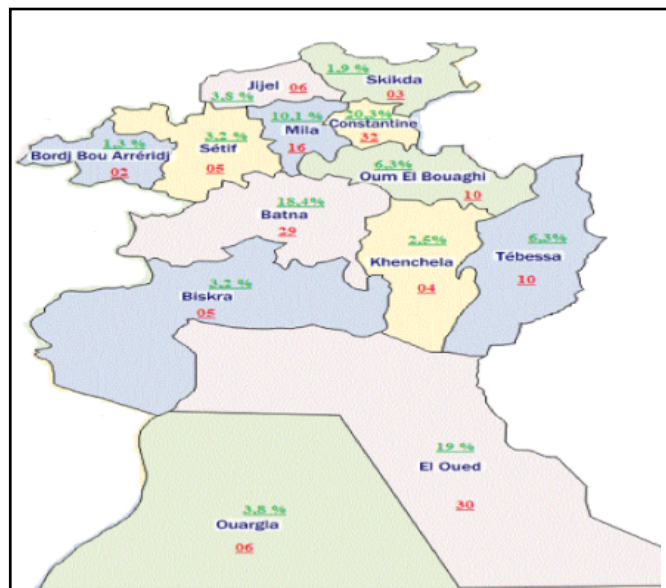 1,9 %
Skikda
03
Jijel
06
3,8 %
10,1 %
Mila
16
20,3%
Constantine
32
3,2 %
Sétif
05
1,3 %
Bordj Bou Arréridj
02
6,3%
Oum El Bouaghi
10
18,4%
Batna
29
2,5%
Khenchela
04
6,3%
Tébessa
10
3,2 %
Biskra
05
19 %
El Oued
30
3,8 %
Ouargla
06